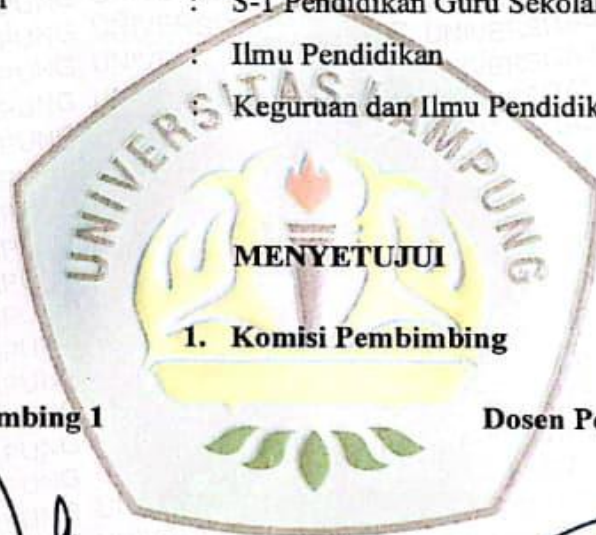 : S-1 Pendidikan Guru Sekola
: Ilmu Pendidikan
: Keguruan dan Ilmu Pendidik
UNIVERSITAS LAMPUNG
MENYETUJUI
1. Komisi Pembimbing
mbing 1 Dosen Pe